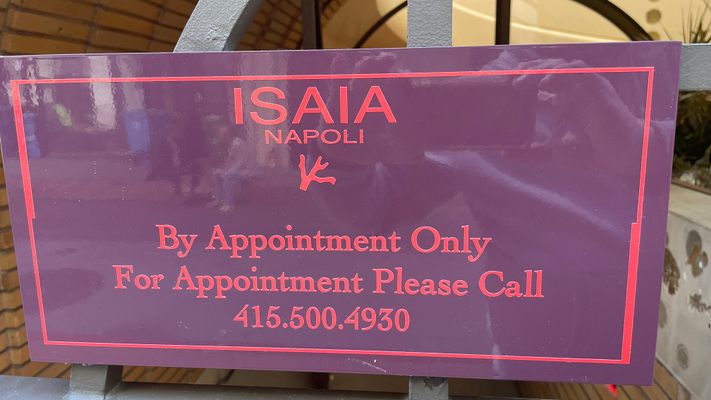 ISAIA
NAPOLI
By Appointment Only
For Appointment Please Call
415.500.4930